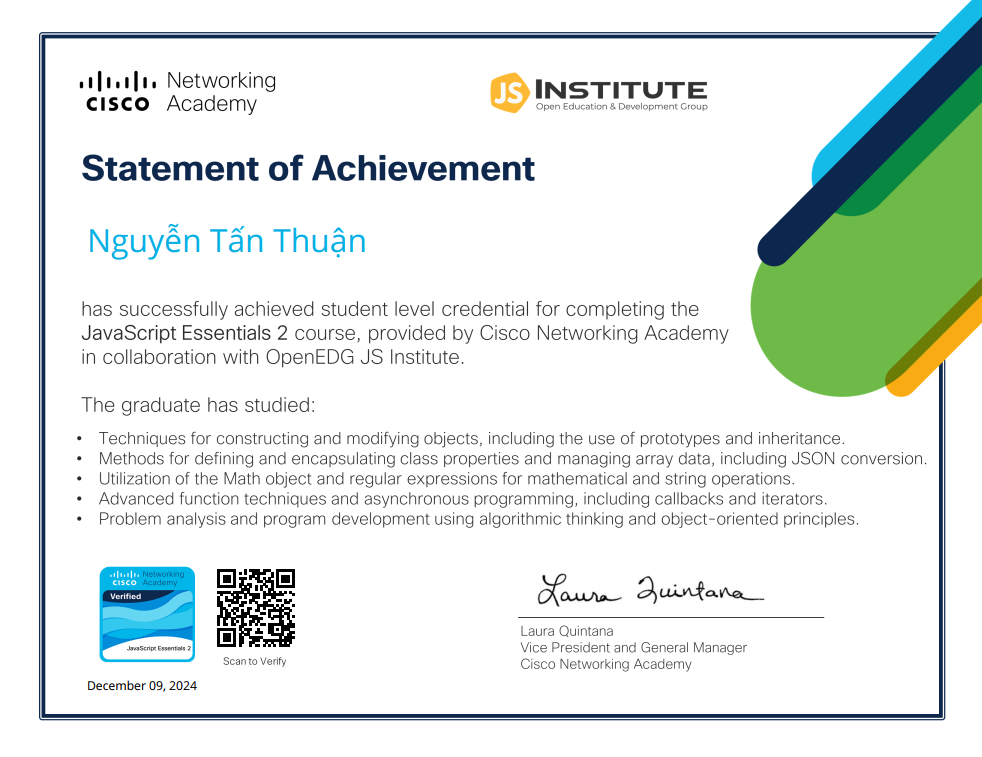 CISCO Networking Academy
JS INSTITUTE
Open Education & Development Group
Statement of Achievement
Nguyễn Tấn Thuận
has successfully achieved student level credential for completing the
JavaScript Essentials 2 course, provided by Cisco Networking Academy
in collaboration with OpenEDG JS Institute.
The graduate has studied:
• Techniques for constructing and modifying objects, including the use of prototypes and inheritance.
• Methods for defining and encapsulating class properties and managing array data, including JSON conversion.
• Utilization of the Math object and regular expressions for mathematical and string operations.
• Advanced function techniques and asynchronous programming, including callbacks and iterators.
• Problem analysis and program development using algorithmic thinking and object-oriented principles.
CISCO Networking Academy
Verified
JavaScript Essentials 2
Scan to Verify
December 09, 2024
Laura Quintana
Laura Quintana
Vice President and General Manager
Cisco Networking Academy